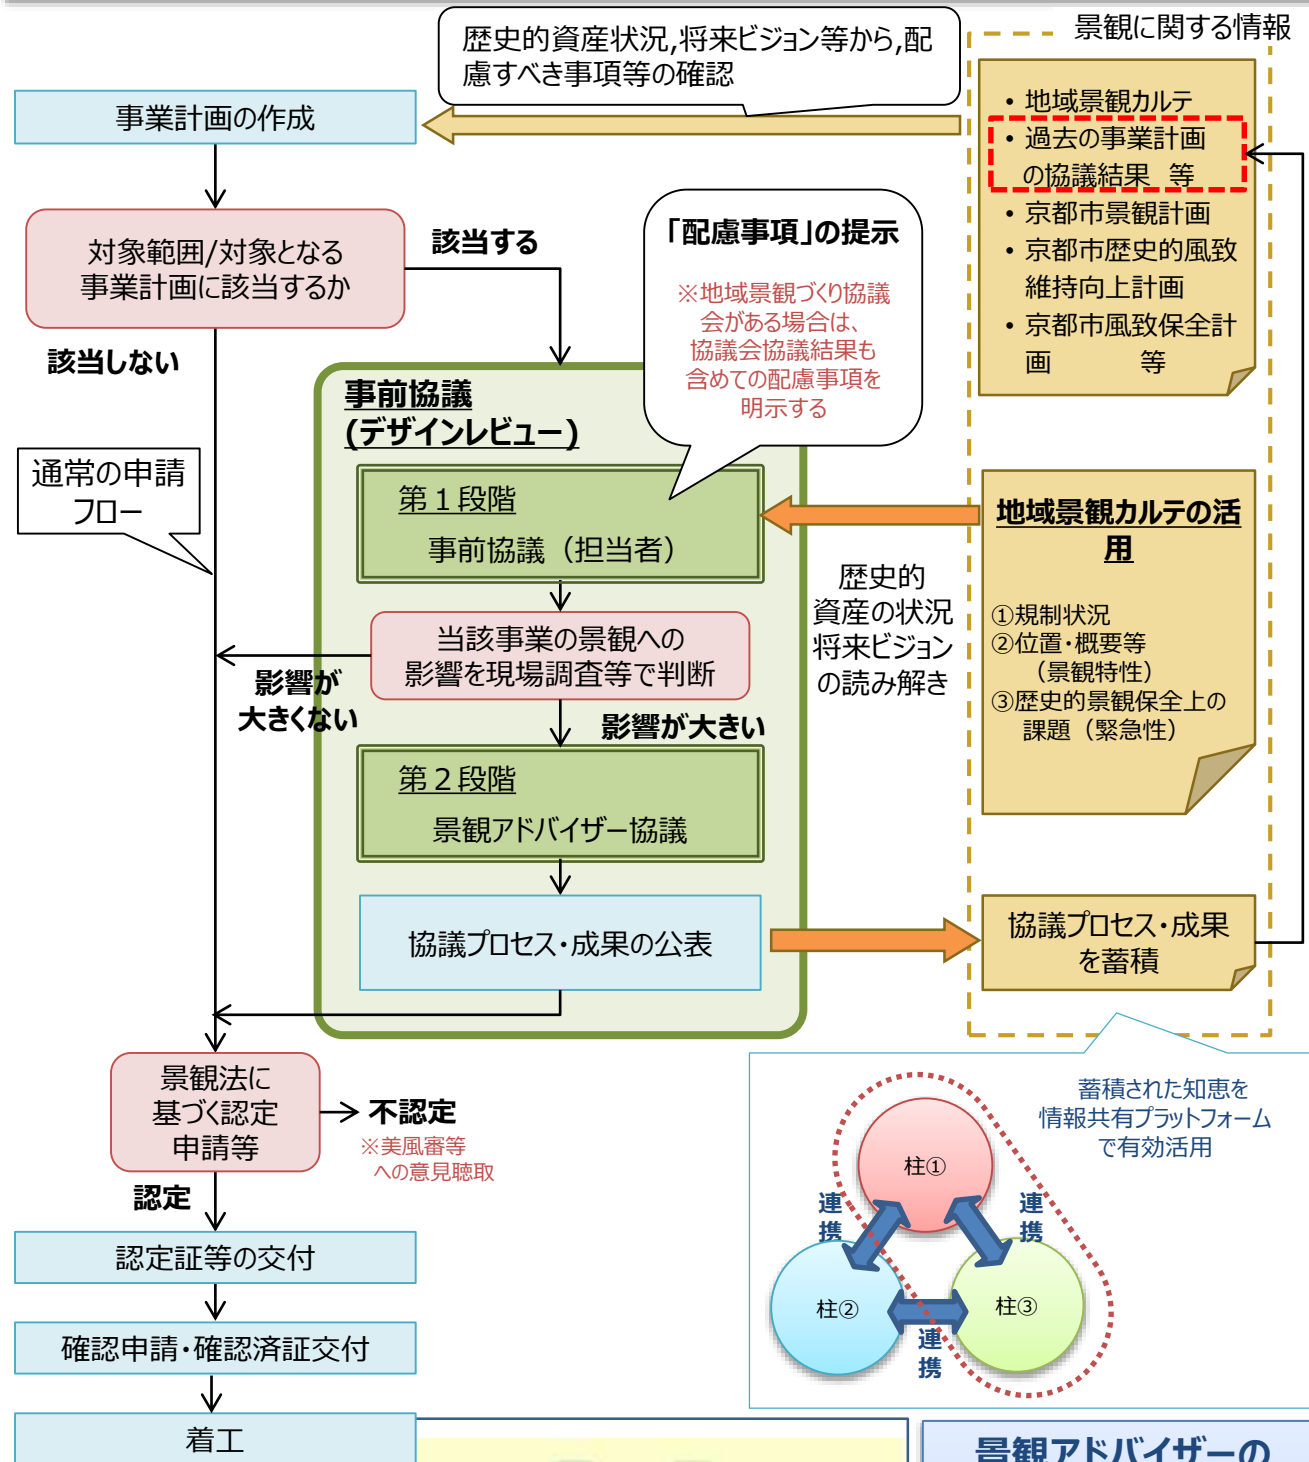 景観に関する情報
歴史的資産状況,将来ビジョン等から,配
慮すべき事項等の確認
事業計画の作成
・地域景観カルテ
・過去の事業計画
の協議結果　等
・京都市景観計画
・京都市歴史的風致
維持向上計画
・京都市風致保全計
画　　　等
対象範囲/対象となる
事業計画に該当するか
該当する
該当しない
「配慮事項」の提示
※地域景観づくり協議
会がある場合は、
協議会協議結果も
含めての配慮事項を
明示する
通常の申請
フロー
事前協議
(デザインレビュー)
第１段階
事前協議（担当者）
当該事業の景観への
影響を現場調査等で判断
影響が
大きくない
影響が大きい
第２段階
景観アドバイザー協議
協議プロセス・成果の公表
歴史的
資産の状況
将来ビジョン
の読み解き
地域景観カルテの活
用
①規制状況
②位置・概要等
（景観特性）
③歴史的景観保全上の
課題（緊急性）
協議プロセス・成果
を蓄積
景観法に
基づく認定
申請等
不認定
※美風審等
への意見聴取
認定
認定証等の交付
確認申請・確認済証交付
着工
蓄積された知恵を
情報共有プラットフォーム
で有効活用
柱①
連
携
連
携
柱②
柱③
連
携
景観アドバイザーの